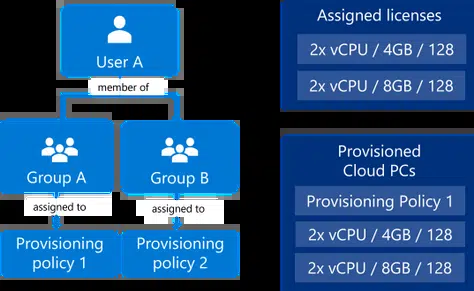 User A
member of
Group A
Group B
assigned to
assigned to
Provisioning
policy 1
Provisioning
policy 2
Assigned licenses
2x vCPU / 4GB / 128
2x vCPU / 8GB / 128
Provisioned
Cloud PCs
Provisioning Policy 1
2x vCPU / 4GB / 128
2x vCPU / 8GB / 128